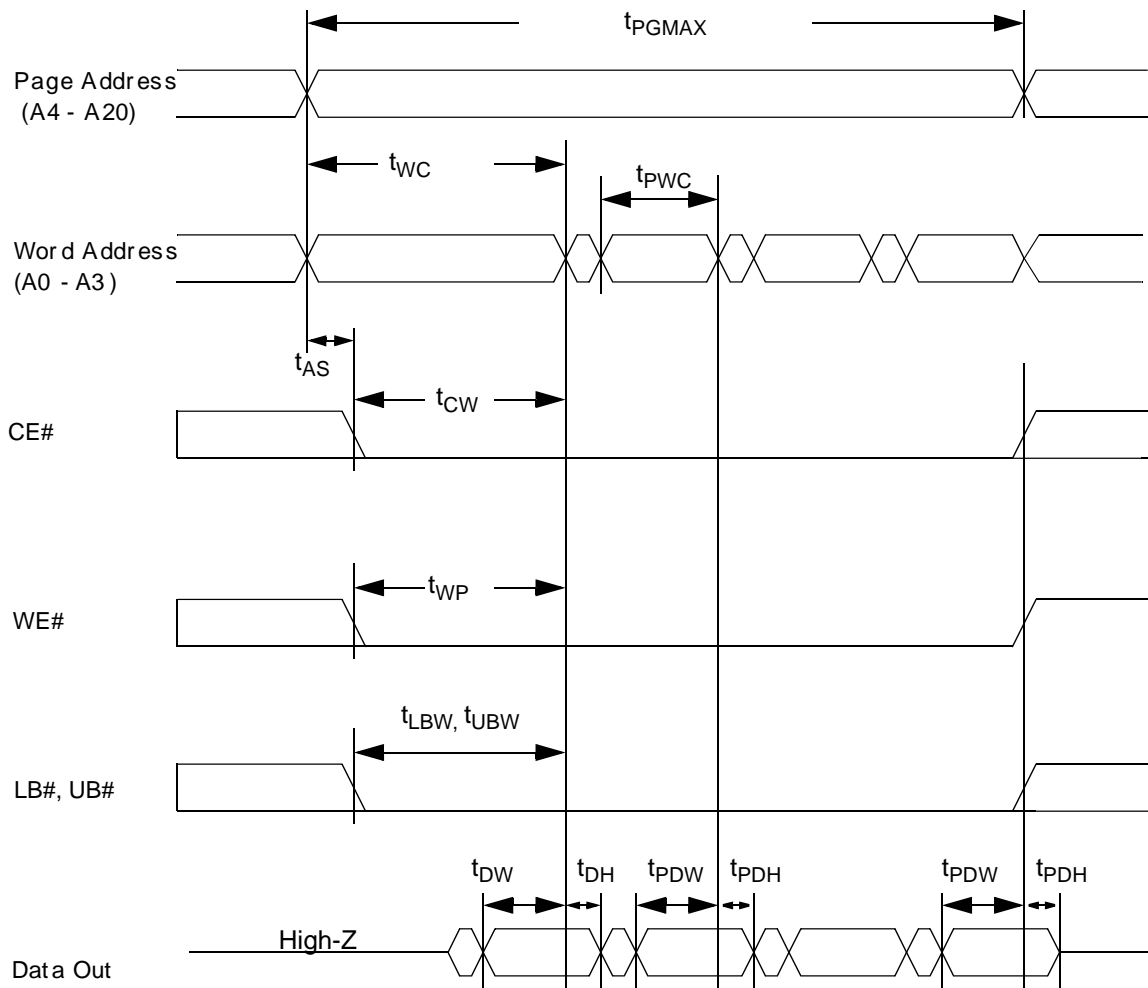 tPGMAX
Page Address
(A4 - A20)
tWC
tPWC
Word Address
(A0 - A3 )
tAS
tCW
CE#
tWP
WE#
tLBW, tUBW
LB#, UB#
tDW
tDH
tPDW
tPDH
tPDW
tPDH
High-Z
Data Out